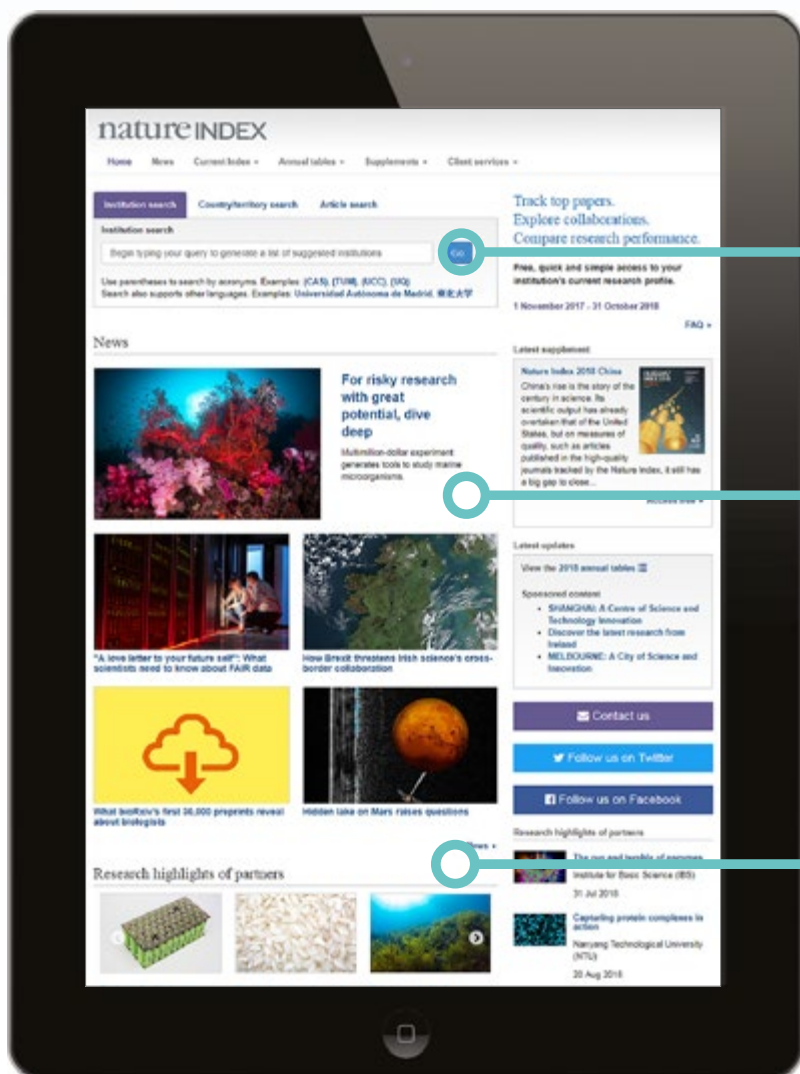 nature INDEX
Home News Current Index Annual tables Supplements Client services
Institution search Country/territory search Article search
Institution search
Begin typing your query to generate a list of suggested institutions
Go
Use parentheses to search by acronyms. Examples: (CAS), (TUM), (UCC), (UQ)
Search also supports other languages. Examples: Universidad Autónoma de Madrid, 東北大学
Track top papers.
Explore collaborations.
Compare research performance.
Free, quick and simple access to your
institution's current research profile.
1 November 2017 - 31 October 2018
FAQ »
News
For risky research
with great
potential, dive
deep
Multimillion-dollar experiment
generates tools to study marine
microorganisms.
"A love letter to your future self": What
scientists need to know about FAIR data
How Brexit threatens Irish science's cross-
border collaboration
What bioRxiv's first 30,000 preprints reveal
about biologists
Hidden lake on Mars raises questions
News »
Research highlights of partners
Latest supplement
Nature Index 2018 China
China's rise is the story of the
century in science. Its
scientific output has already
overtaken that of the United
States, but on measures of
quality, such as articles
published in the high-quality
journals tracked by the Nature Index, it still has
a big gap to close...
Access free »
Latest updates
View the 2018 annual tables
Sponsored content
SHANGHAI: A Centre of Science and
Technology Innovation
Discover the latest research from
Ireland
MELBOURNE: A City of Science and
Innovation
Contact us
Follow us on Twitter
Follow us on Facebook
Research highlights of partners
The ins and
Institute for Basic Science (IBS)
31 Jul 2018
Capturing protein complexes in
action
Nanyang Technological University
(NTU)
20 Aug 2018